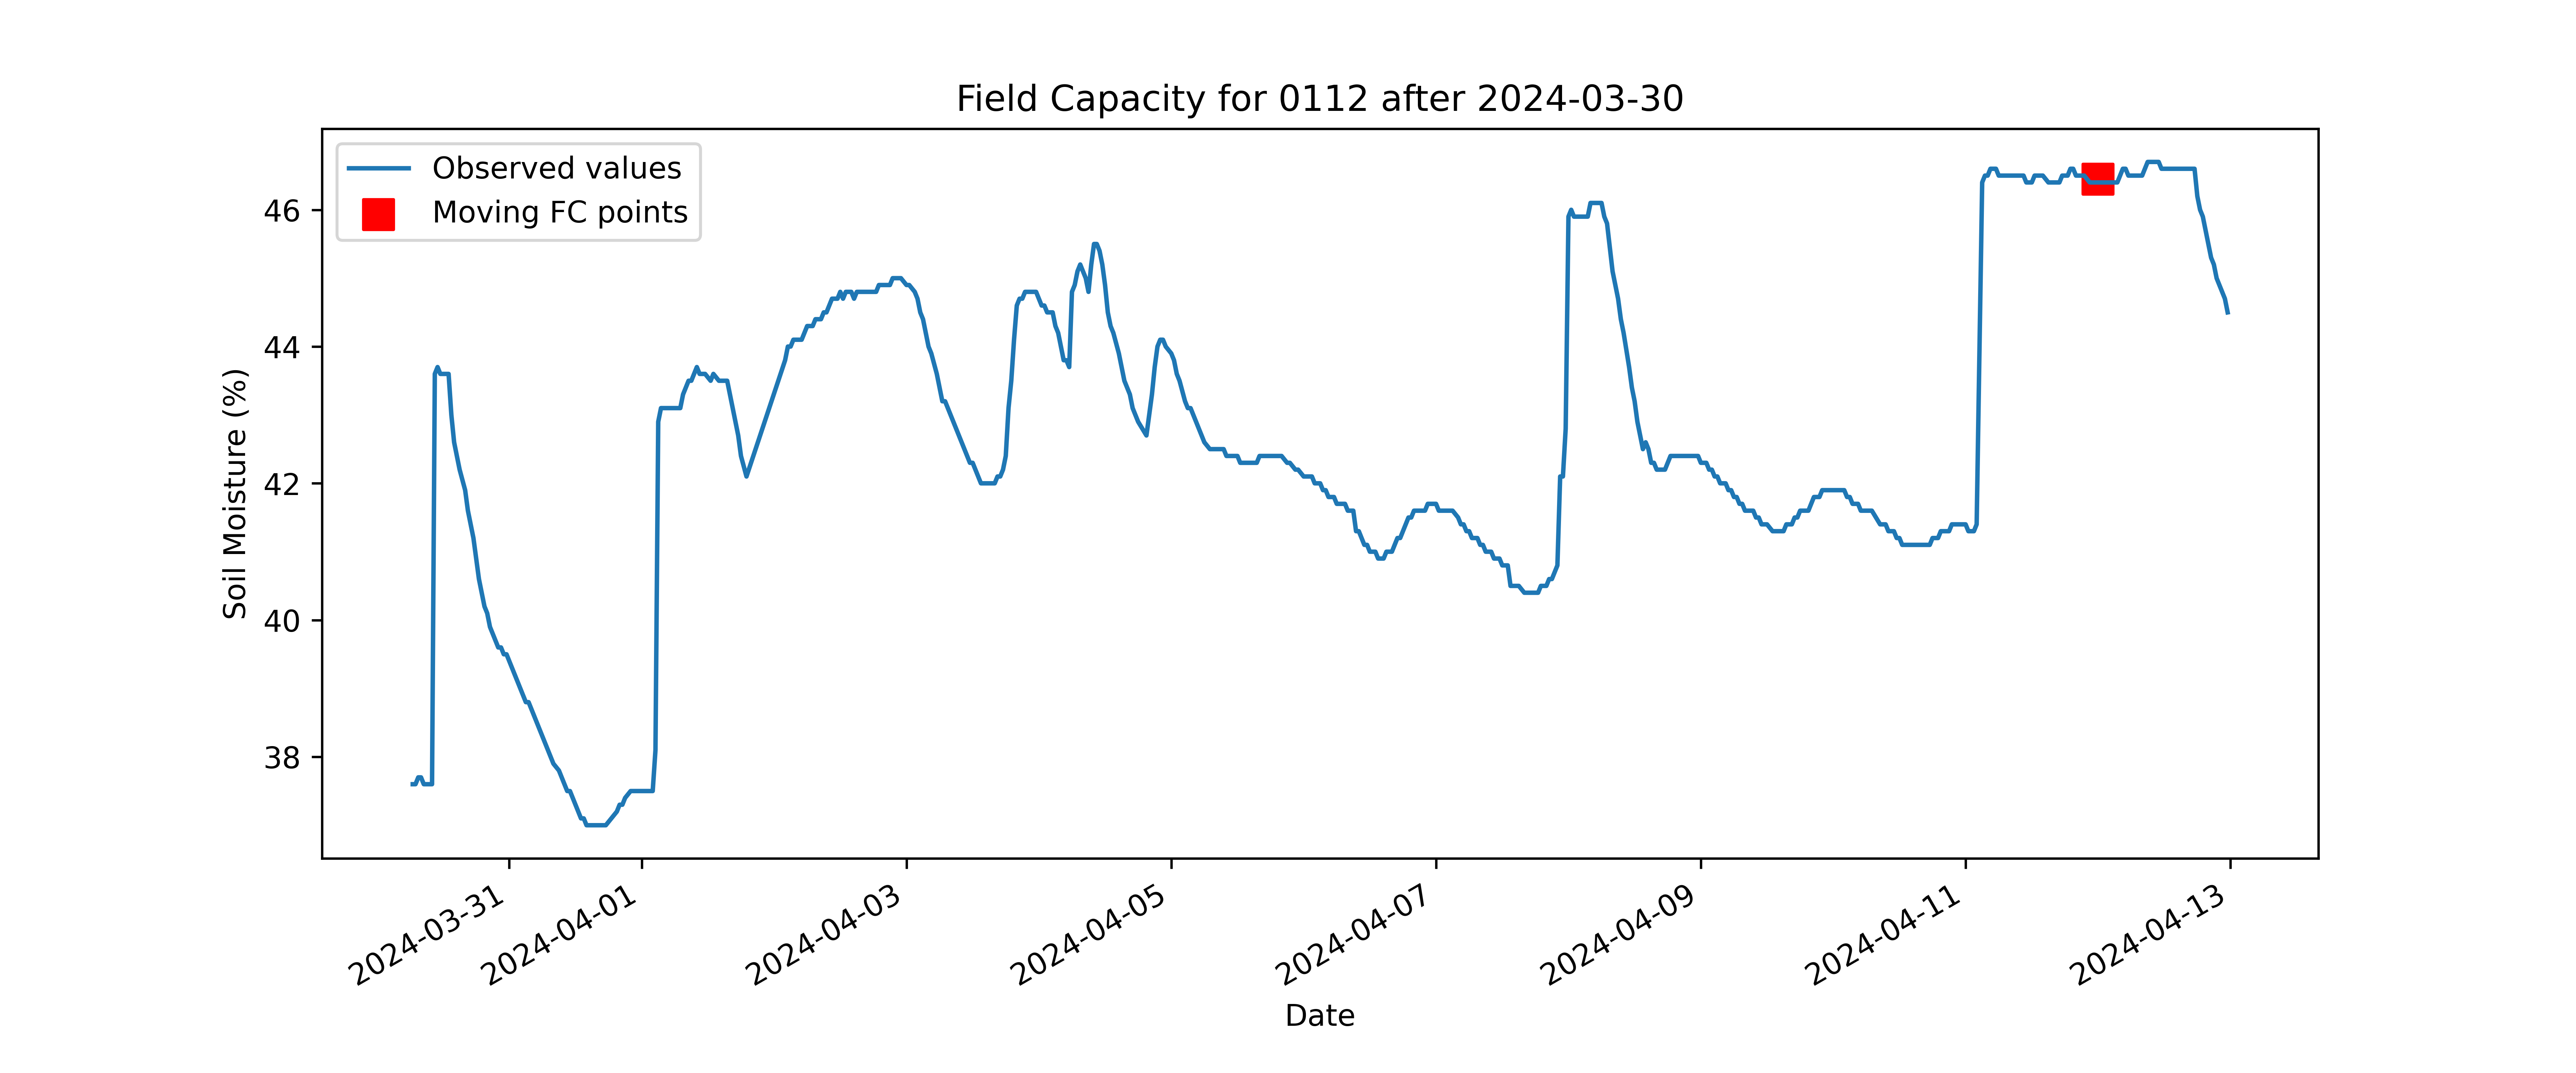 Field Capacity for 0112 after 2024-03-30
Observed values
Moving FC points
Soil Moisture (%)
46
44
42
40
38
2024-03-31
2024-04-01
2024-04-03
2024-04-05
2024-04-07
2024-04-09
2024-04-11
2024-04-13
Date